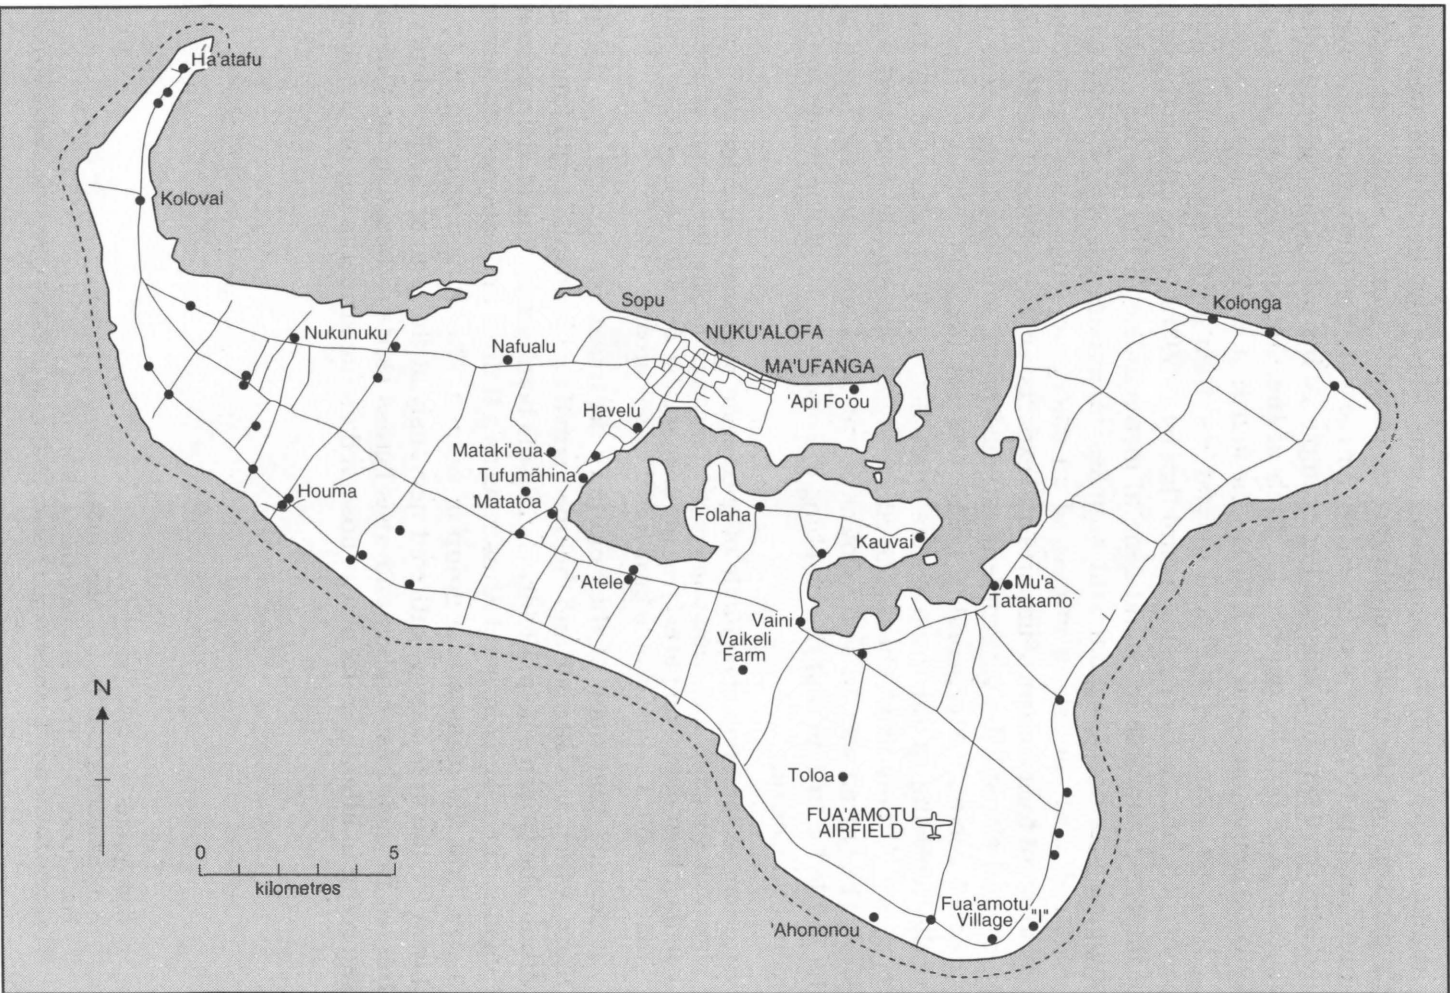 Ha'atafu
Kolovai
Sopu
Kolonga
NUKU'ALOFA
Nukunuku
Nafualu
MA'UFANGA
'Api Fo'ou
Havelu
Mataki'eua
Tufumāhina
Houma
Matatoa
Folaha
Kauvai
'Atele
Mu'a
Tatakamo
Vaini
Vaikeli
Farm
N
Toloa
FUA'AMOTU
AIRFIELD
0 5
kilometres
Fua'amotu
Village
"I"
'Ahononou